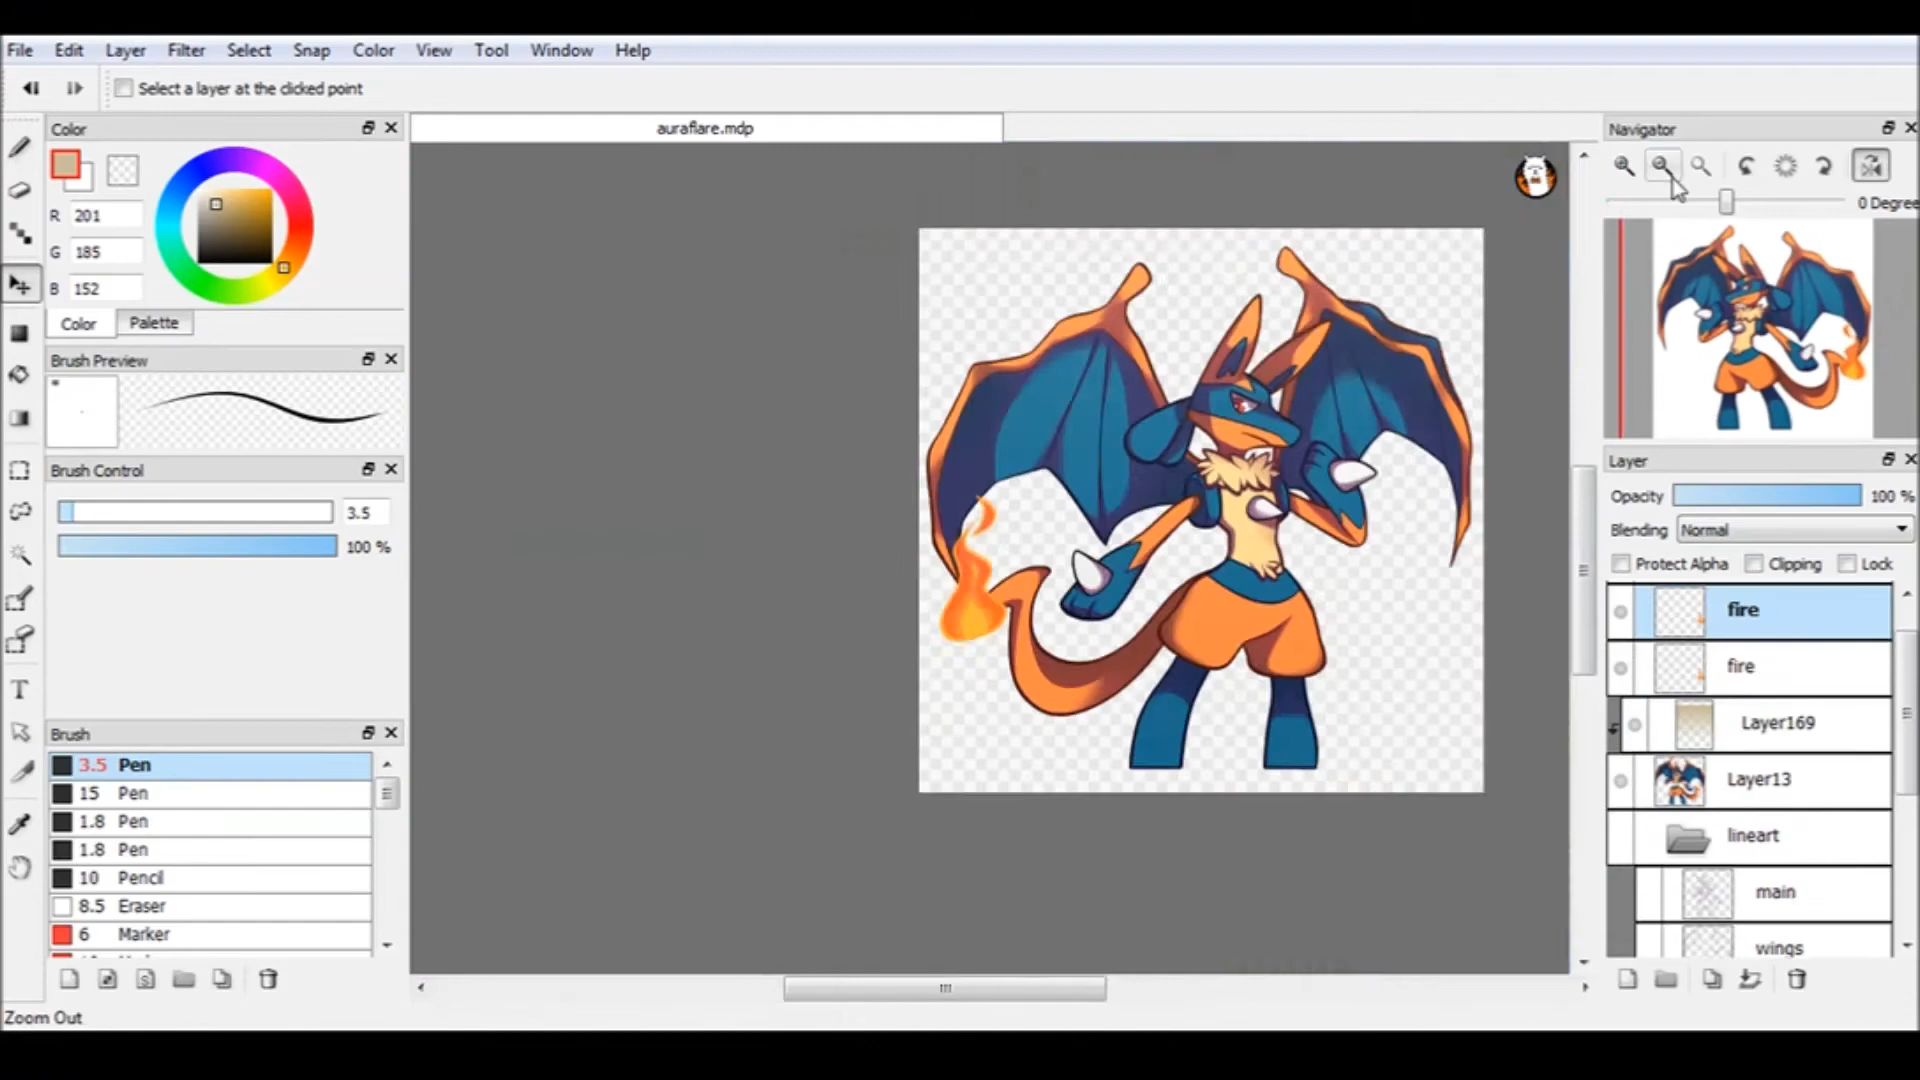 File Edit Layer Filter Select Snap Color View Tool Window Help
Select a layer at the clicked point
Color
auraflare.mdp
Navigator
R 201
G 185
B 152
0 Degree
Color Palette
Brush Preview
Brush Control
3.5
100 %
Layer
Opacity 100 %
Blending Normal
Protect Alpha Clipping Lock
fire
fire
Layer169
Layer13
lineart
main
wings
Brush
3.5 Pen
15 Pen
1.8 Pen
1.8 Pen
10 Pencil
8.5 Eraser
6 Marker
Zoom Out